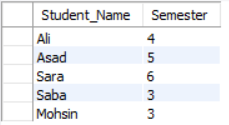 Student_Name Semester
Ali 4
Asad 5
Sara 6
Saba 3
Mohsin 3